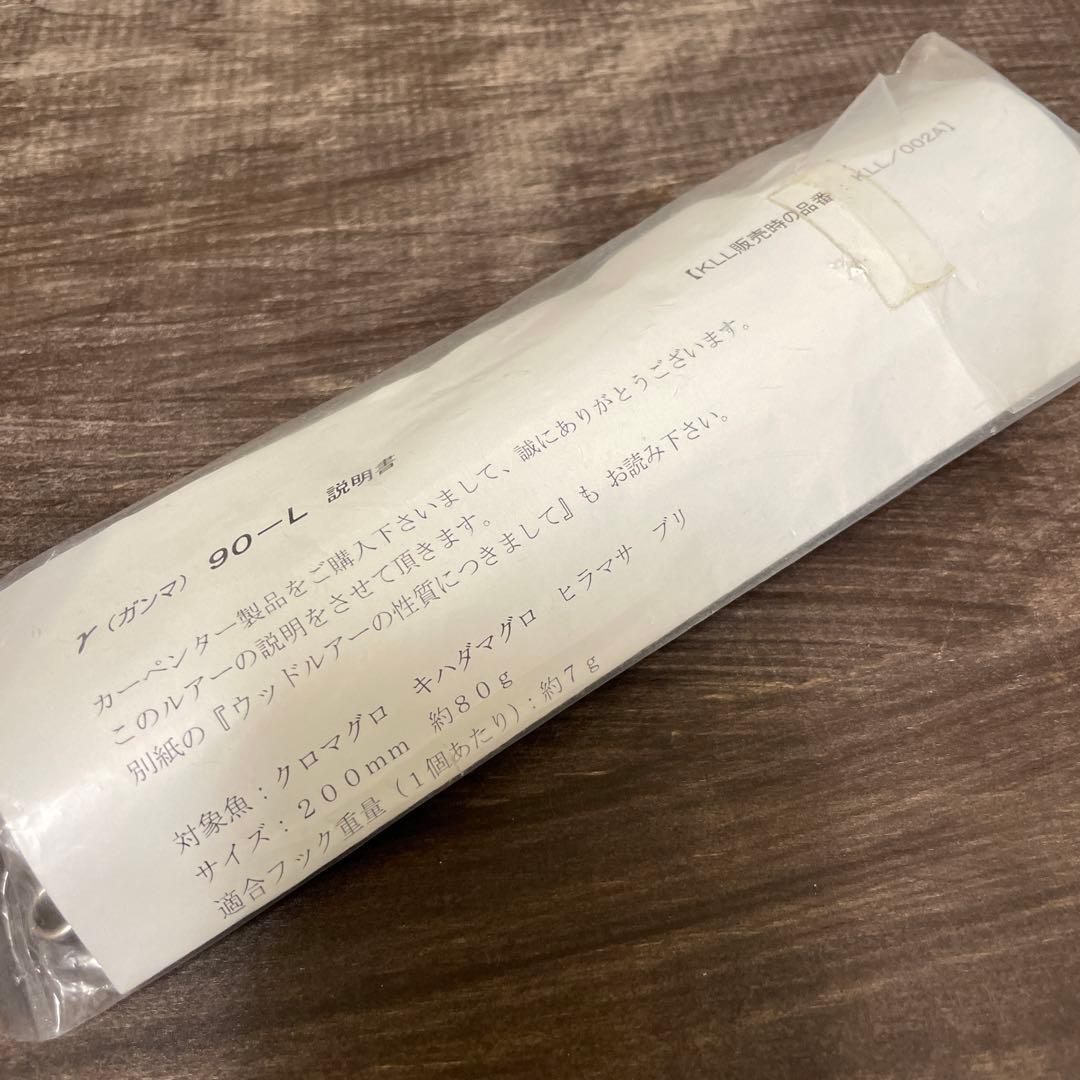 【KLL販売時の品番 KLL/002A】
γ(ガンマ) 90-L 説明書
カーペンター製品をご購入下さいまして、誠にありがとうございます。
このルアーの説明をさせて頂きます。
別紙の『ウッドルアーの性質につきまして』も お読み下さい。
対象魚:クロマグロ キハダマグロ ヒラマサ ブリ
サイズ:200mm 約80g
適合フック重量(1個あたり):約7g